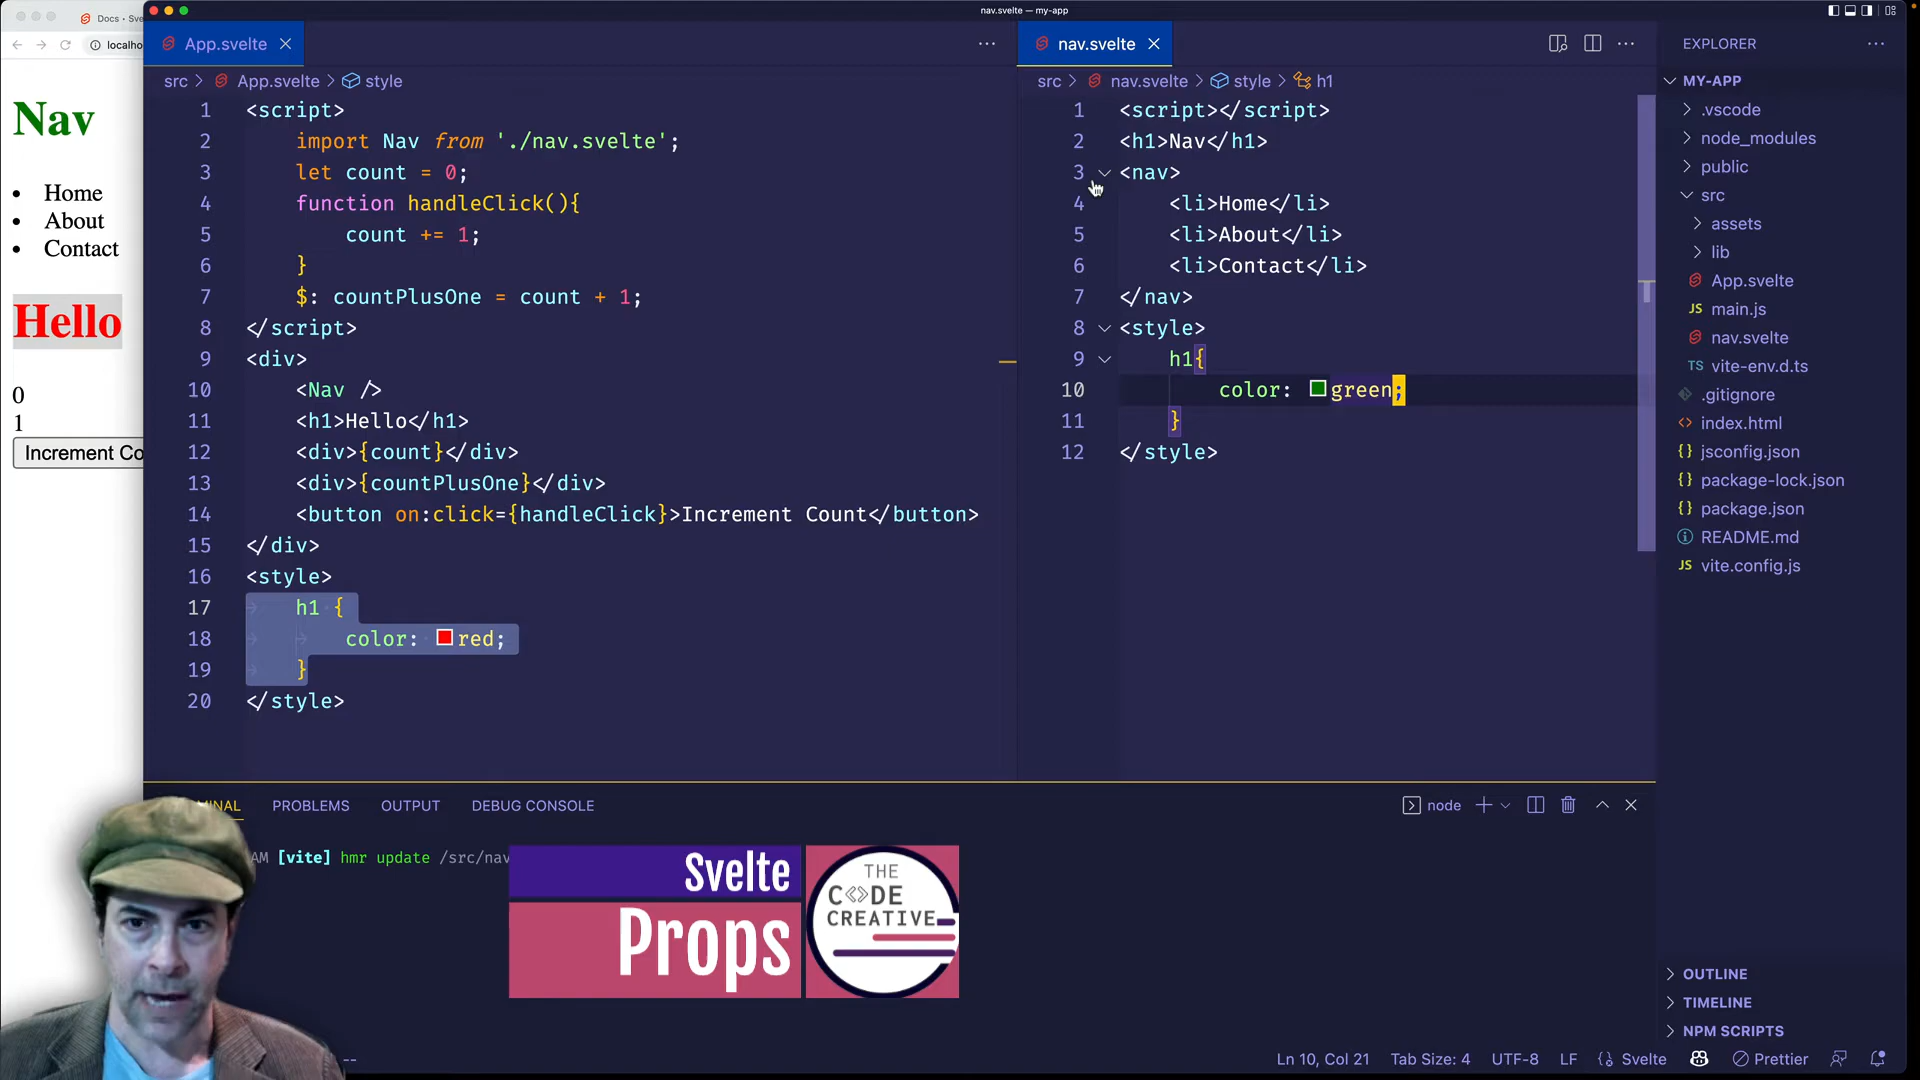 nav.svelte — my-app
Docs • Sve
localho
Nav
Home
About
Contact
Hello
0
1
Increment Co
App.svelte
src > App.svelte > style
1 <script>
2 import Nav from './nav.svelte';
3 let count = 0;
4 function handleClick(){
5 count += 1;
6 }
7 $: countPlusOne = count + 1;
8 </script>
9 <div>
10 <Nav />
11 <h1>Hello</h1>
12 <div>{count}</div>
13 <div>{countPlusOne}</div>
14 <button on:click={handleClick}>Increment Count</button>
15 </div>
16 <style>
17 h1 {
18 color: red;
19 }
20 </style>
nav.svelte
src > nav.svelte > style > h1
1 <script></script>
2 <h1>Nav</h1>
3 <nav>
4 <li>Home</li>
5 <li>About</li>
6 <li>Contact</li>
7 </nav>
8 <style>
9 h1{
10 color: green;
11 }
12 </style>
EXPLORER
MY-APP
.vscode
node_modules
public
src
assets
lib
App.svelte
JS main.js
nav.svelte
TS vite-env.d.ts
.gitignore
index.html
jsconfig.json
package-lock.json
package.json
README.md
JS vite.config.js
OUTLINE
TIMELINE
NPM SCRIPTS
INAL PROBLEMS OUTPUT DEBUG CONSOLE
node
AM [vite] hmr update /src/nav
Svelte
Props
THE
C<>DE
CREATIVE
--
Ln 10, Col 21 Tab Size: 4 UTF-8 LF {} Svelte Prettier